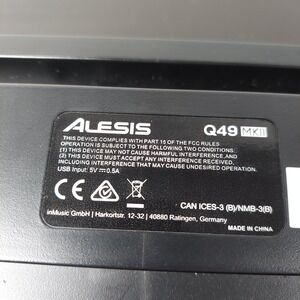 ALESIS Q49 MKII
THIS DEVICE COMPLIES WITH PART 15 OF THE FCC RULES
OPERATION IS SUBJECT TO THE FOLLOWING TWO CONDITIONS:
(1) THIS DEVICE MAY NOT CAUSE HARMFUL INTERFERENCE, AND
(2) THIS DEVICE MUST ACCEPT ANY INTERFERENCE RECEIVED,
INCLUDING INTERFERENCE THAT MAY CAUSE UNDESIRED
OPERATION.
USB Input: 5V ⎓ 0.5A
CE
CAN ICES-3 (B)/NMB-3(B)
inMusic GmbH | Harkortstr. 12-32 | 40880 Ratingen, Germany
MADE IN CHINA